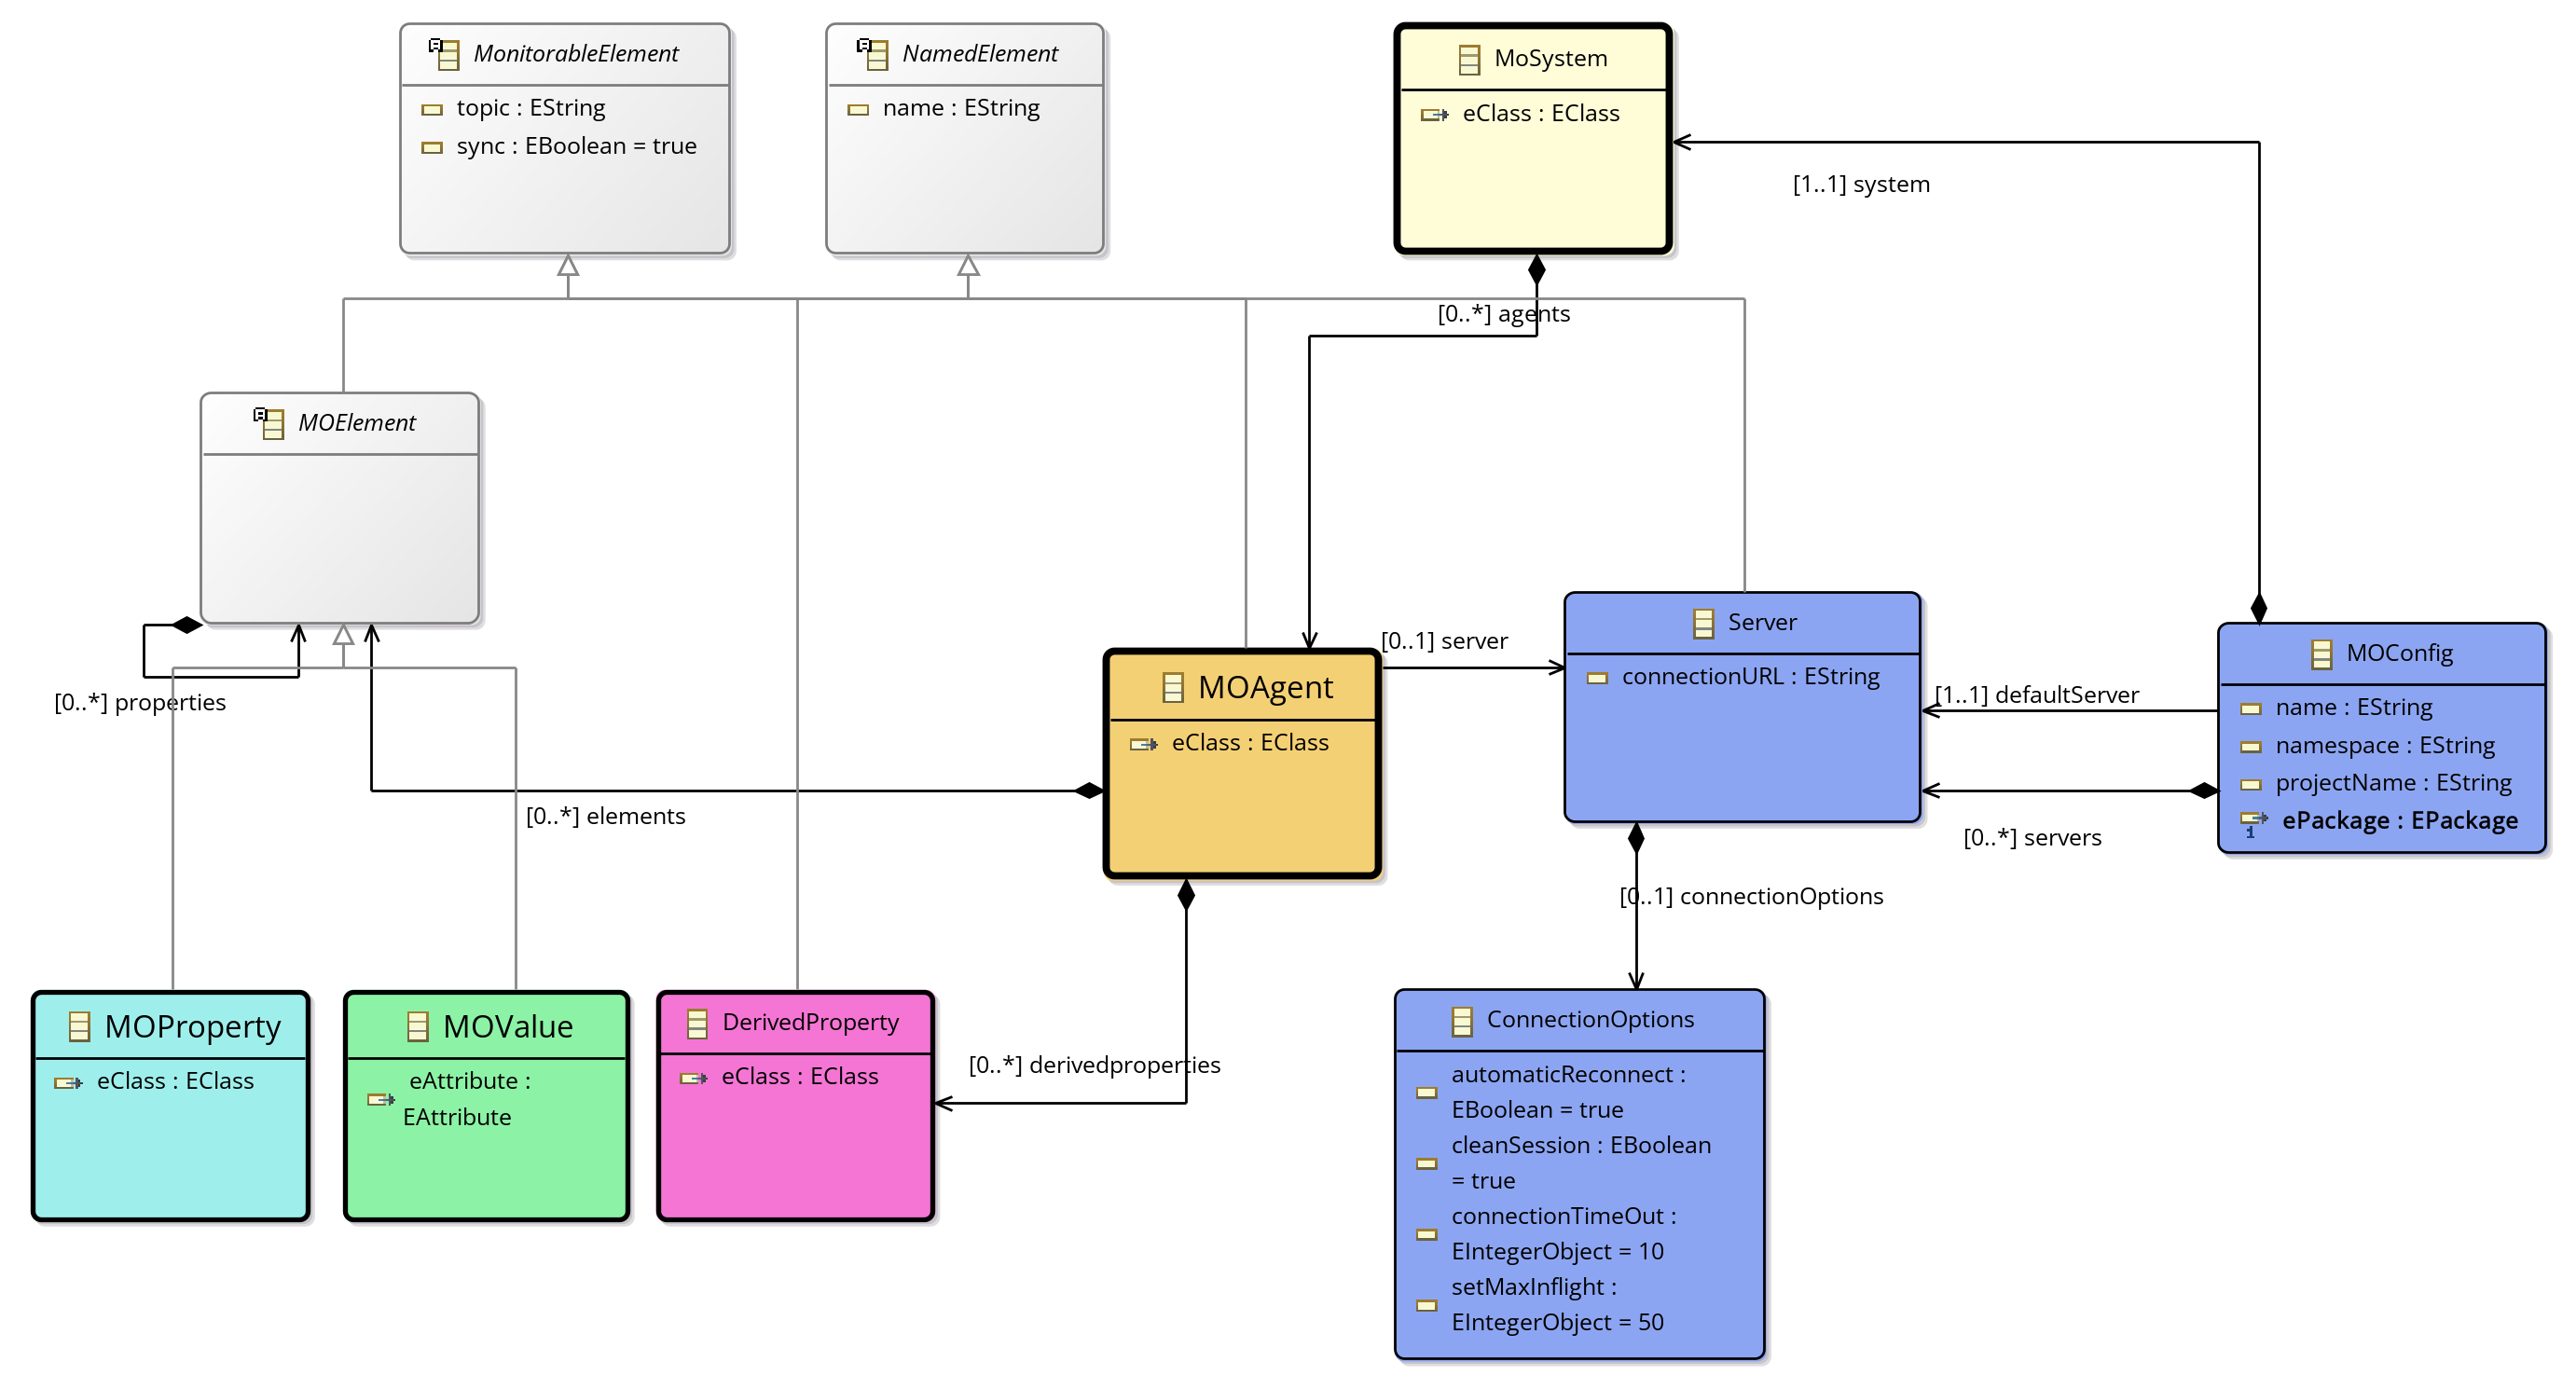 MonitorableElement
topic : EString
sync : EBoolean = true
NamedElement
name : EString
MoSystem
eClass : EClass
[1..1] system
[0..*] agents
MOElement
[0..*] properties
[0..*] elements
MOAgent
eClass : EClass
[0..1] server
Server
connectionURL : EString
[1..1] defaultServer
[0..*] servers
MOConfig
name : EString
namespace : EString
projectName : EString
ePackage : EPackage
[0..1] connectionOptions
MOProperty
eClass : EClass
MOValue
eAttribute :
EAttribute
DerivedProperty
eClass : EClass
[0..*] derivedproperties
ConnectionOptions
automaticReconnect :
EBoolean = true
cleanSession : EBoolean
= true
connectionTimeOut :
EIntegerObject = 10
setMaxInflight :
EIntegerObject = 50